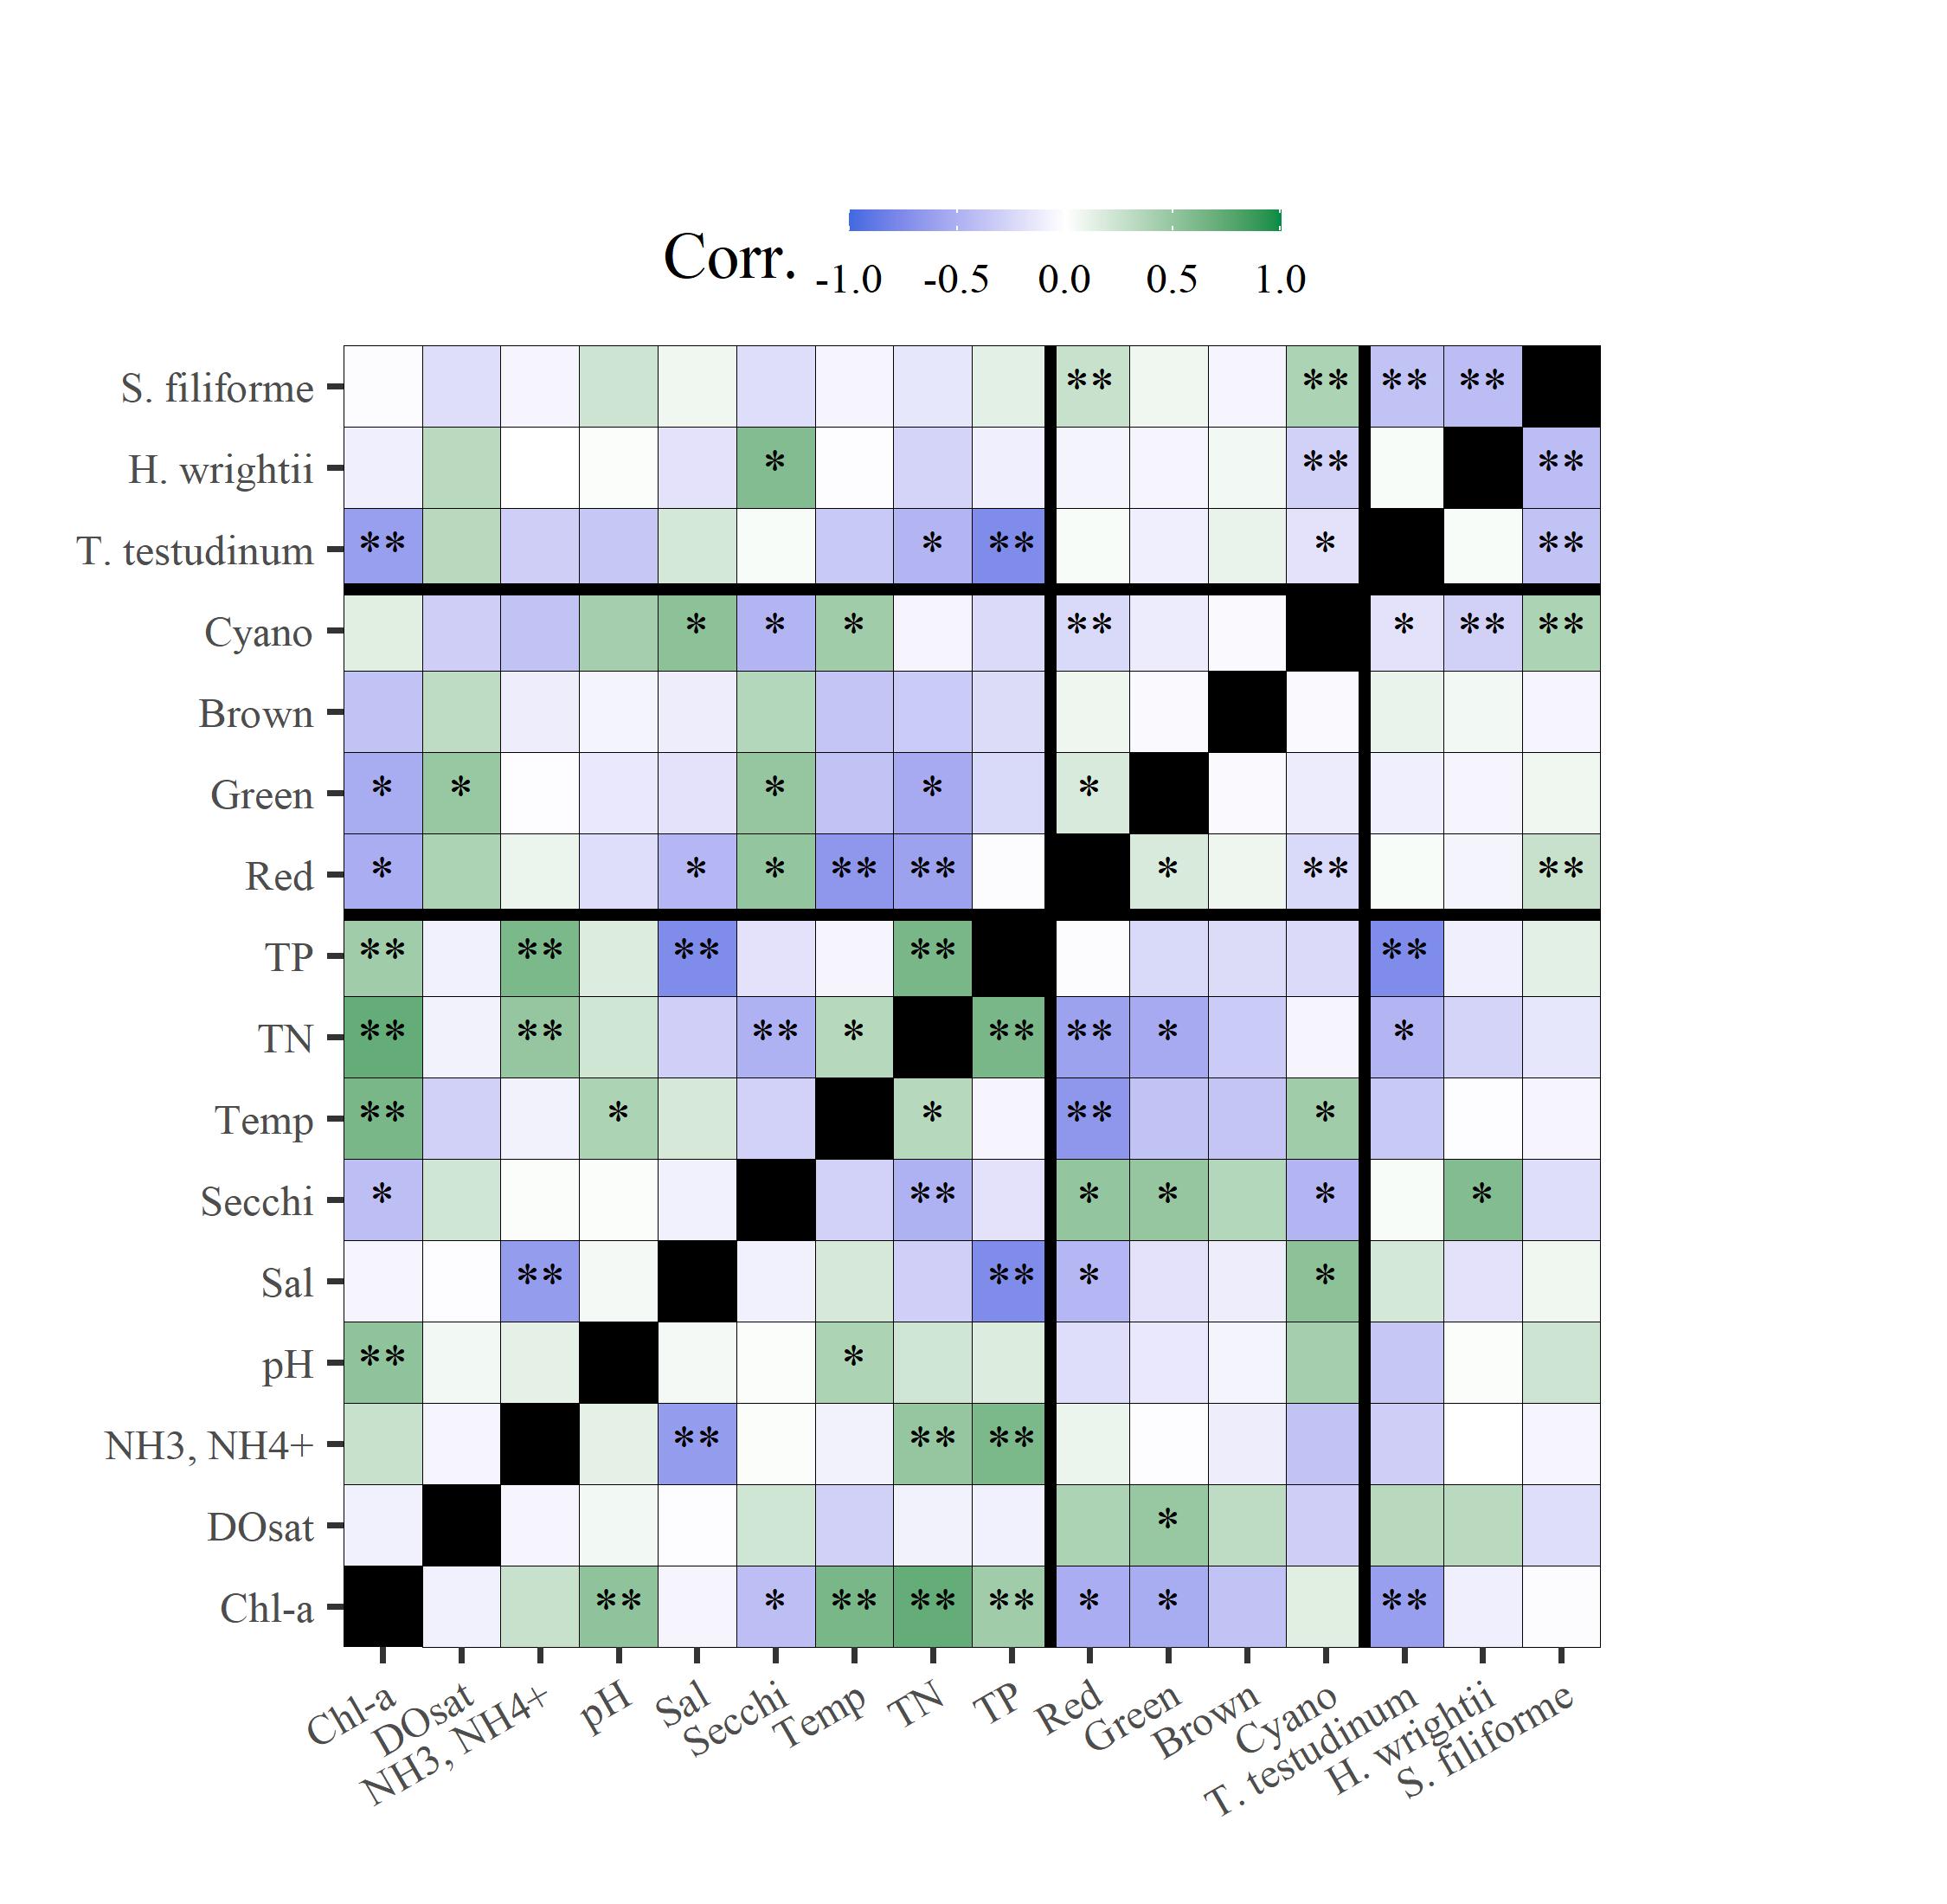 Corr.
-1.0 -0.5 0.0 0.5 1.0
S. filiforme ** ** ** **
H. wrightii * ** **
T. testudinum ** * ** * **
Cyano * * * ** * ** **
Brown
Green * * * * *
Red * * * ** ** * ** **
TP ** ** ** ** **
TN ** ** ** * ** ** * *
Temp ** * * ** *
Secchi * ** * * * *
Sal ** ** * *
pH ** *
NH3, NH4+ ** ** **
DOsat *
Chl-a ** * ** ** ** * * **
Chl-a DOsat NH3, NH4+ pH Sal Secchi Temp TN TP Red Green Brown Cyano T. testudinum H. wrightii S. filiforme